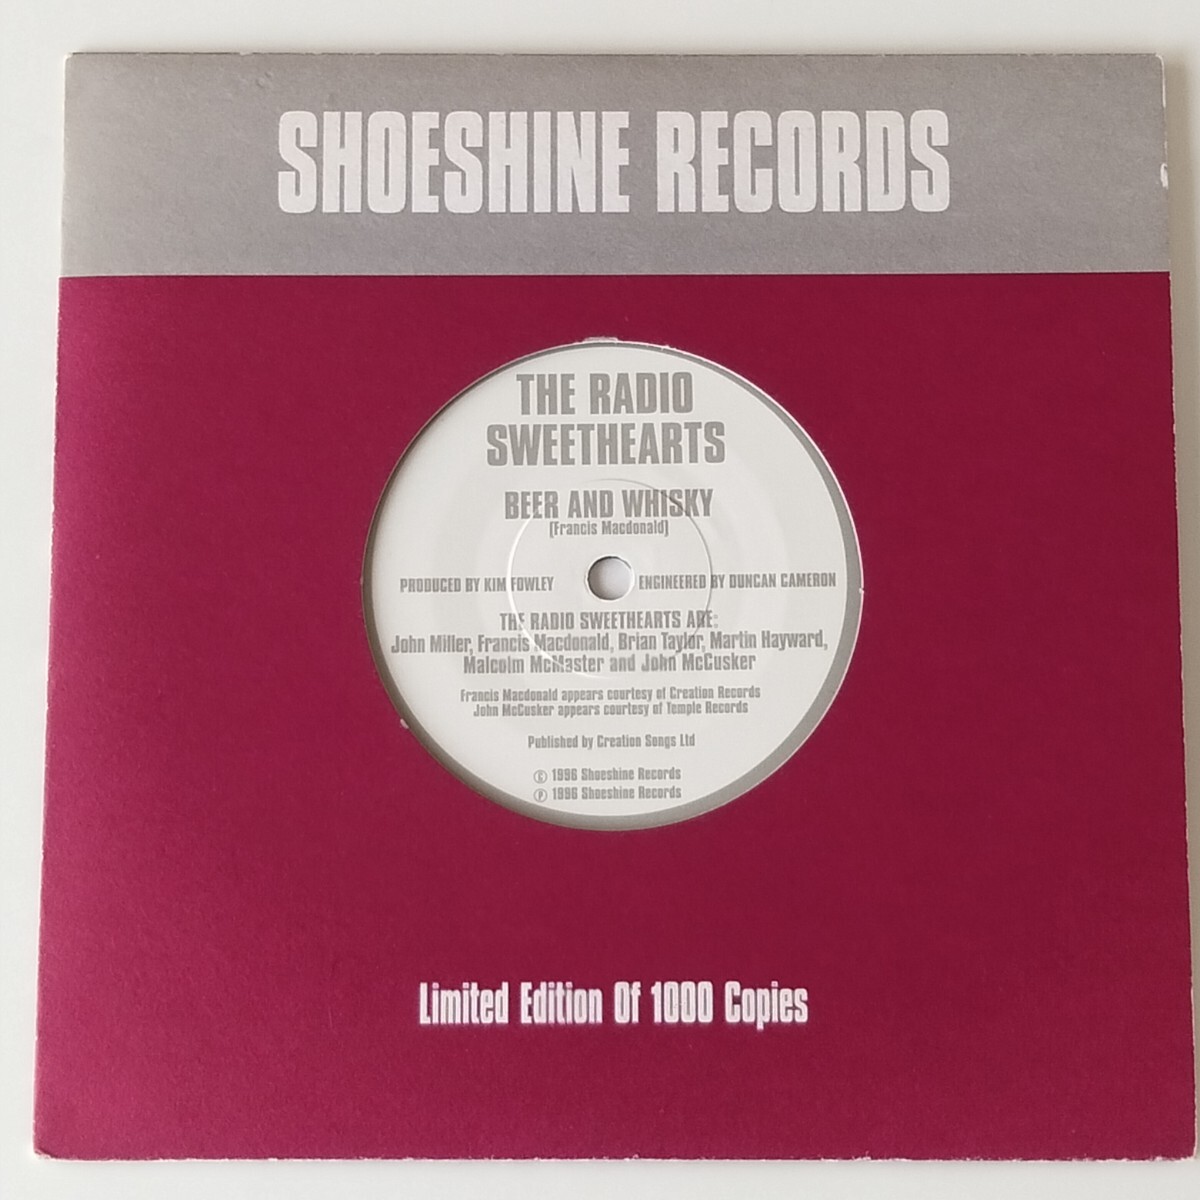 SHOESHINE RECORDS
THE RADIO
SWEETHEARTS
BEER AND WHISKY
[Francis Macdonald]
PRODUCED BY KIM FOWLEY ENGINEERED BY DUNCAN CAMERON
THE RADIO SWEETHEARTS ARE:
John Miller, Francis Macdonald, Brian Taylor, Martin Hayward,
Malcolm McMaster and John McCusker
Francis Macdonald appears courtesy of Creation Records
John McCusker appears courtesy of Temple Records
Published by Creation Songs Ltd
© 1996 Shoeshine Records
℗ 1996 Shoeshine Records
Limited Edition Of 1000 Copies